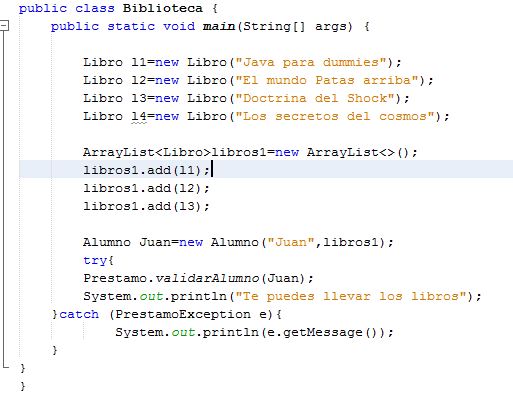 public class Biblioteca {
public static void main(String[] args) {
Libro l1=new Libro("Java para dummies");
Libro l2=new Libro("El mundo Patas arriba");
Libro l3=new Libro("Doctrina del Shock");
Libro l4=new Libro("Los secretos del cosmos");
ArrayList<Libro>libros1=new ArrayList<>();
libros1.add(l1);
libros1.add(l2);
libros1.add(l3);
Alumno Juan=new Alumno("Juan",libros1);
try{
Prestamo.validarAlumno(Juan);
System.out.println("Te puedes llevar los libros");
}catch (PrestamoException e){
System.out.println(e.getMessage());
}
}
}